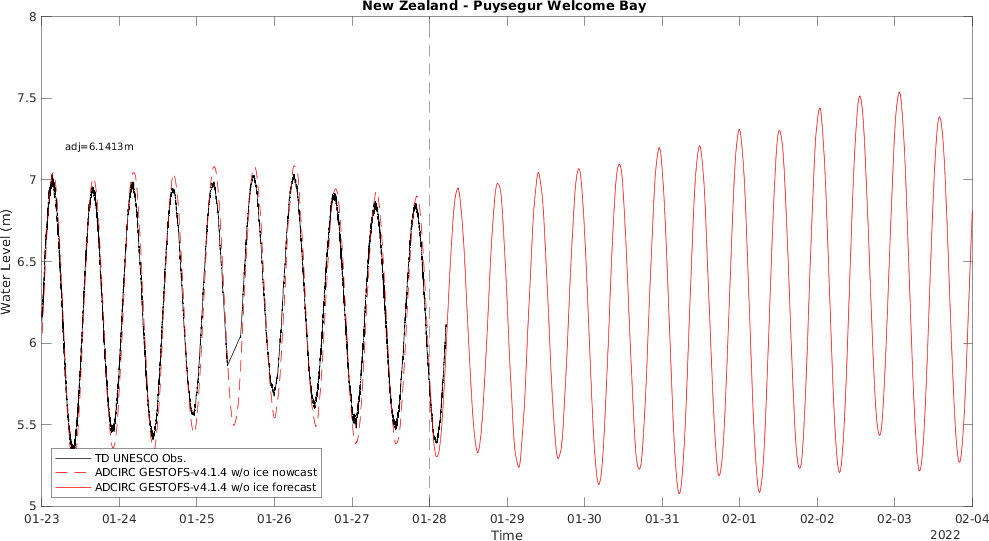 New Zealand - Puysegur Welcome Bay
8
7.5
7
6.5
6
5.5
5
Water Level (m)
adj=6.1413m
TD UNESCO Obs.
ADCIRC GESTOFS-v4.1.4 w/o ice nowcast
ADCIRC GESTOFS-v4.1.4 w/o ice forecast
01-23 01-24 01-25 01-26 01-27 01-28 01-29 01-30 01-31 02-01 02-02 02-03 02-04
Time
2022